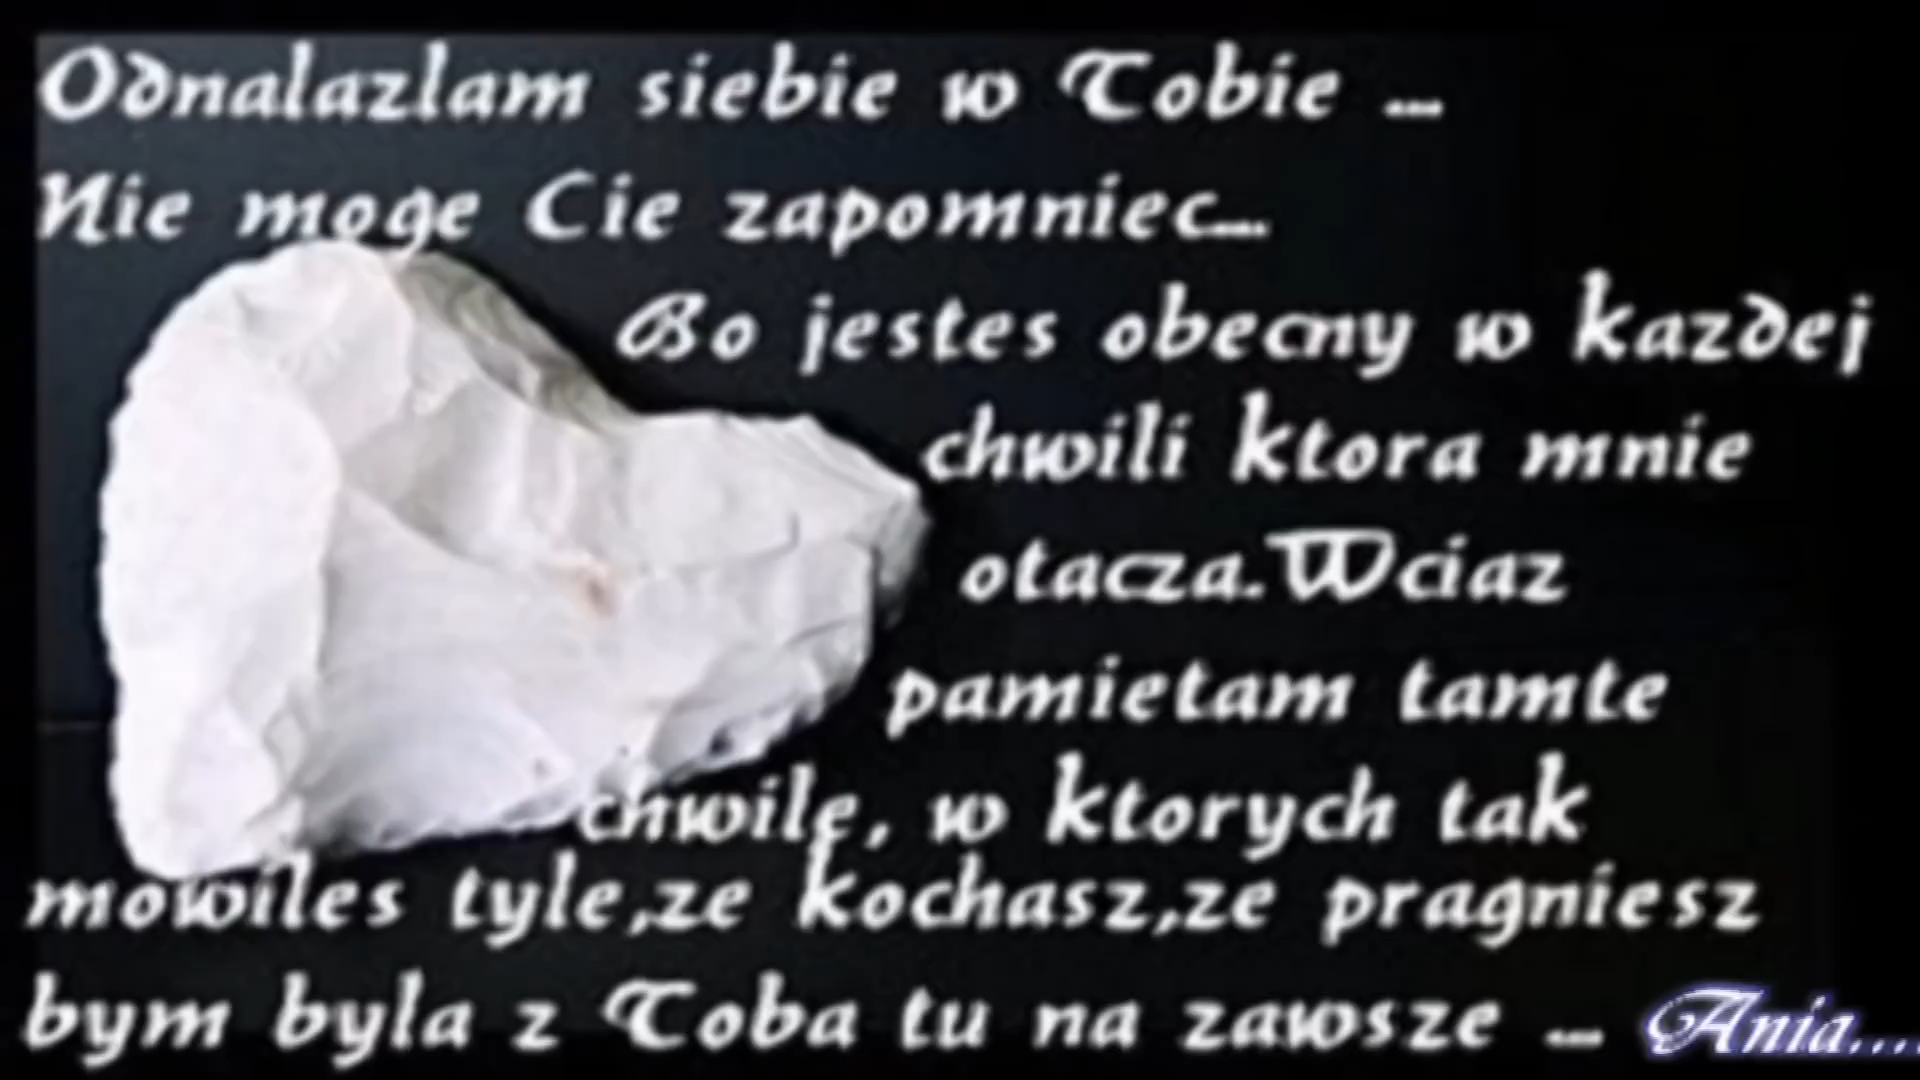 Odnalazlam siebie w Tobie ...
Nie moge Cie zapomniec...
Bo jestes obecny w kazdej
chwili ktora mnie
otacza.Wciaz
pamietam tamte
chwile, w ktorych tak
mowiles tyle,ze kochasz,ze pragniesz
bym byla z Toba tu na zawsze ... Ania....